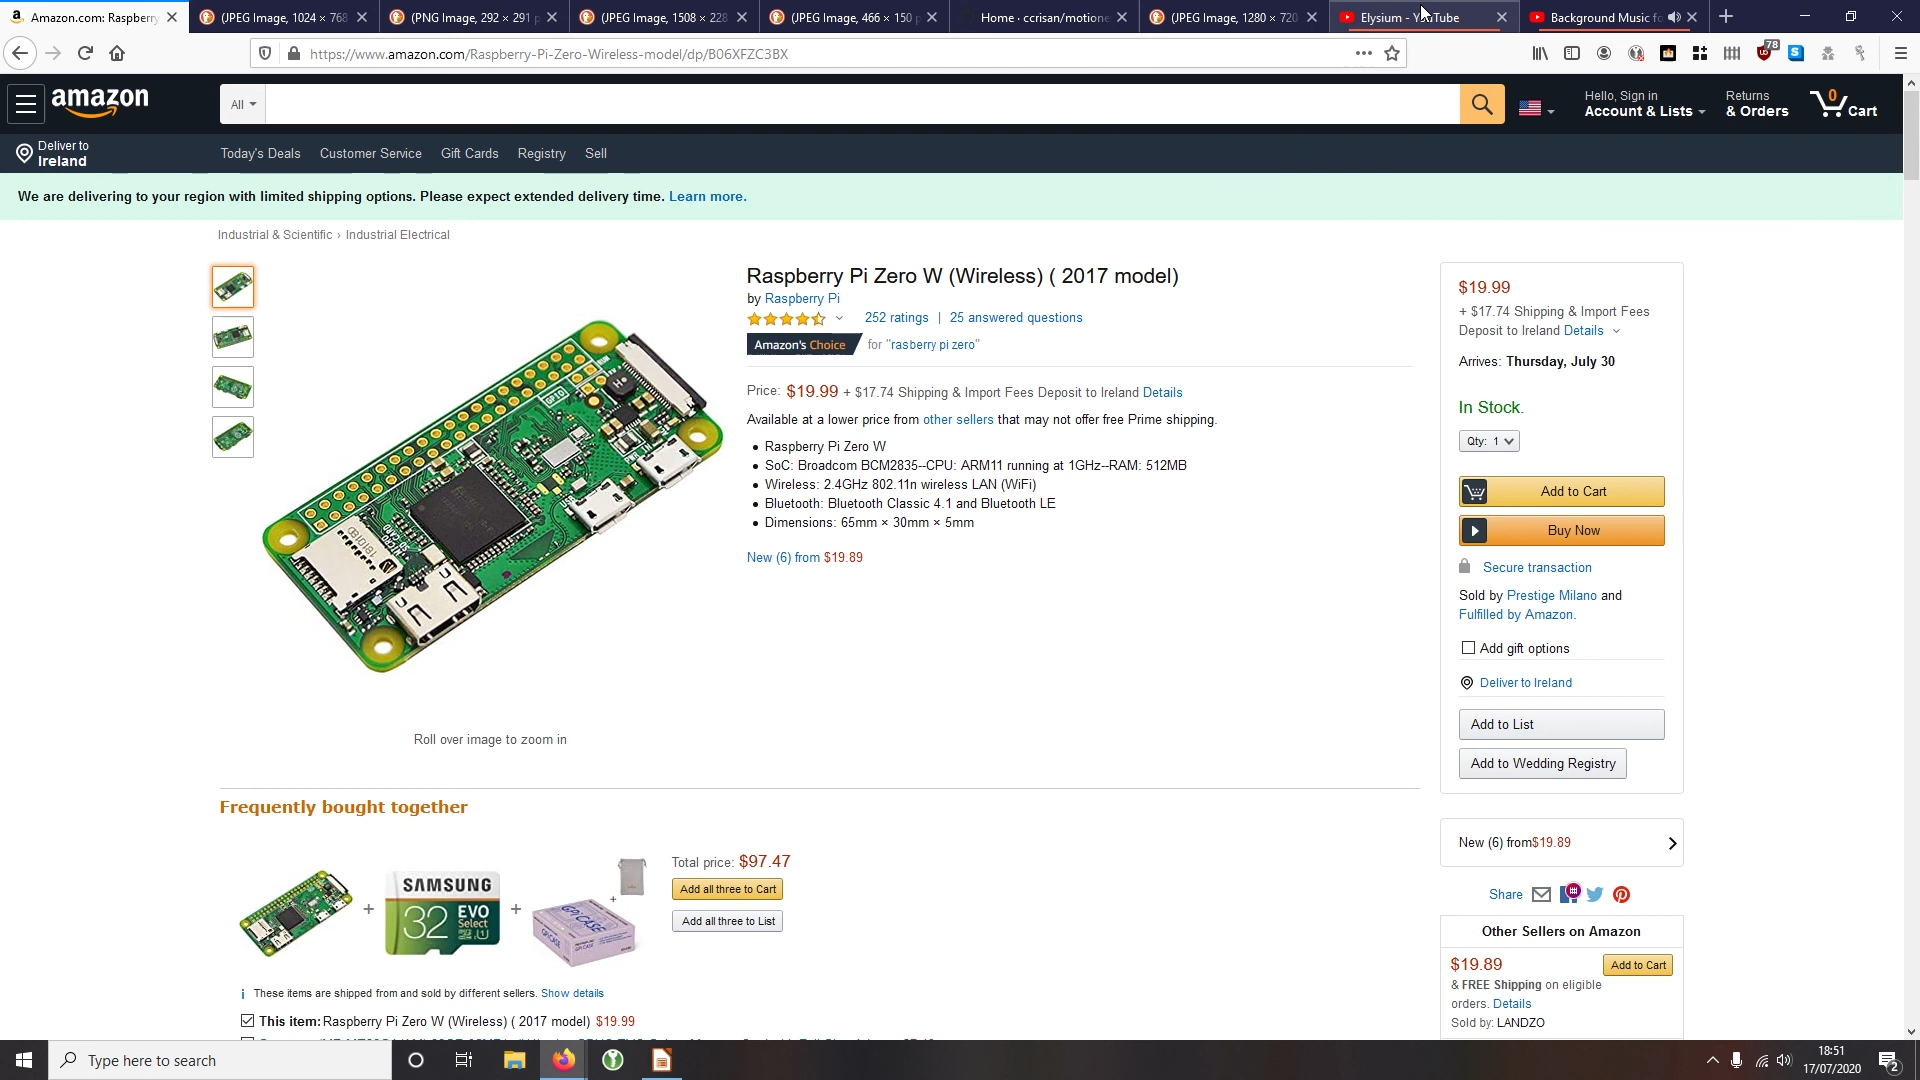 Amazon.com: Raspberry
(JPEG Image, 1024 × 768
(PNG Image, 292 × 291 p
(JPEG Image, 1508 × 228
(JPEG Image, 466 × 150 p
Home · ccrisan/motione
(JPEG Image, 1280 × 720
Elysium - YouTube
Background Music fo
https://www.amazon.com/Raspberry-Pi-Zero-Wireless-model/dp/B06XFZC3BX
78
amazon
All
Hello, Sign in
Account & Lists
Returns
& Orders
0
Cart
Deliver to
Ireland
Today's Deals Customer Service Gift Cards Registry Sell
We are delivering to your region with limited shipping options. Please expect extended delivery time. Learn more.
Industrial & Scientific › Industrial Electrical
Raspberry Pi Zero W (Wireless) ( 2017 model)
by Raspberry Pi
252 ratings | 25 answered questions
Amazon's Choice for "rasberry pi zero"
Price: $19.99 + $17.74 Shipping & Import Fees Deposit to Ireland Details
Available at a lower price from other sellers that may not offer free Prime shipping.
Raspberry Pi Zero W
SoC: Broadcom BCM2835--CPU: ARM11 running at 1GHz--RAM: 512MB
Wireless: 2.4GHz 802.11n wireless LAN (WiFi)
Bluetooth: Bluetooth Classic 4.1 and Bluetooth LE
Dimensions: 65mm × 30mm × 5mm
New (6) from $19.89
GPIO
Roll over image to zoom in
$19.99
+ $17.74 Shipping & Import Fees
Deposit to Ireland Details
Arrives: Thursday, July 30
In Stock.
Qty: 1
Add to Cart
Buy Now
Secure transaction
Sold by Prestige Milano and
Fulfilled by Amazon.
Add gift options
Deliver to Ireland
Add to List
Add to Wedding Registry
New (6) from$19.89
Share
Other Sellers on Amazon
$19.89
Add to Cart
& FREE Shipping on eligible
orders. Details
Sold by: LANDZO
Frequently bought together
SAMSUNG
32 EVO
Select
+
+
GPi CASE
Total price: $97.47
Add all three to Cart
Add all three to List
i These items are shipped from and sold by different sellers. Show details
This item: Raspberry Pi Zero W (Wireless) ( 2017 model) $19.99
Type here to search
18:51
17/07/2020
2